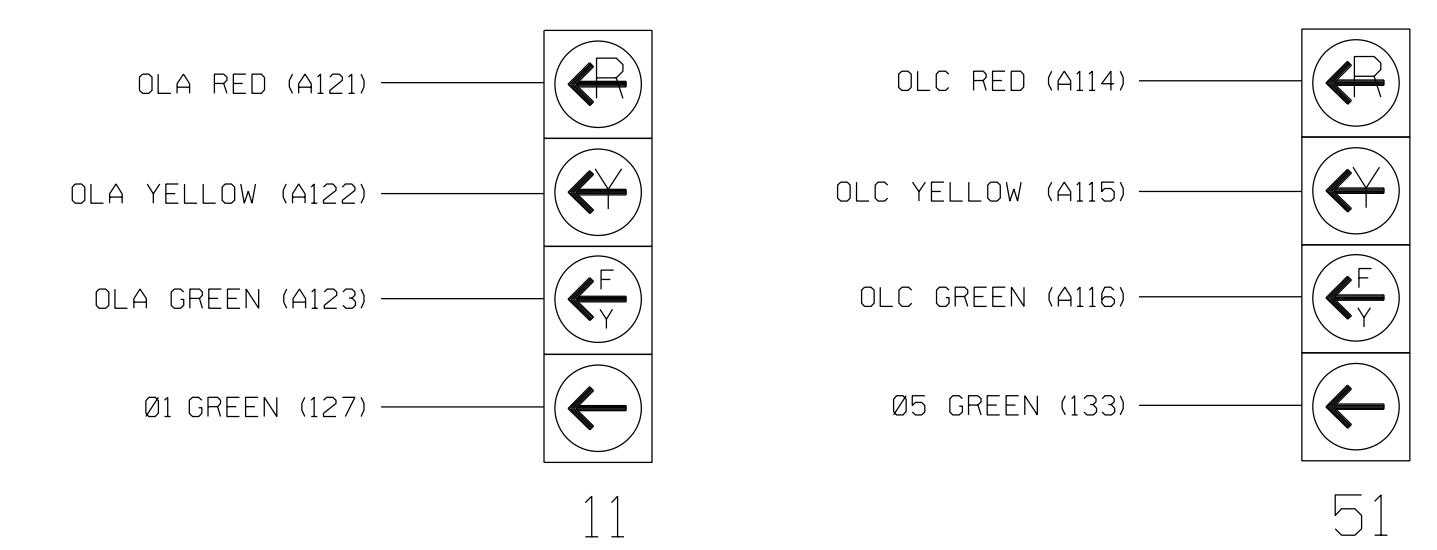 OLA RED (A121)
R
OLA YELLOW (A122)
Y
OLA GREEN (A123)
F
Y
Ø1 GREEN (127)
11
OLC RED (A114)
R
OLC YELLOW (A115)
Y
OLC GREEN (A116)
F
Y
Ø5 GREEN (133)
51